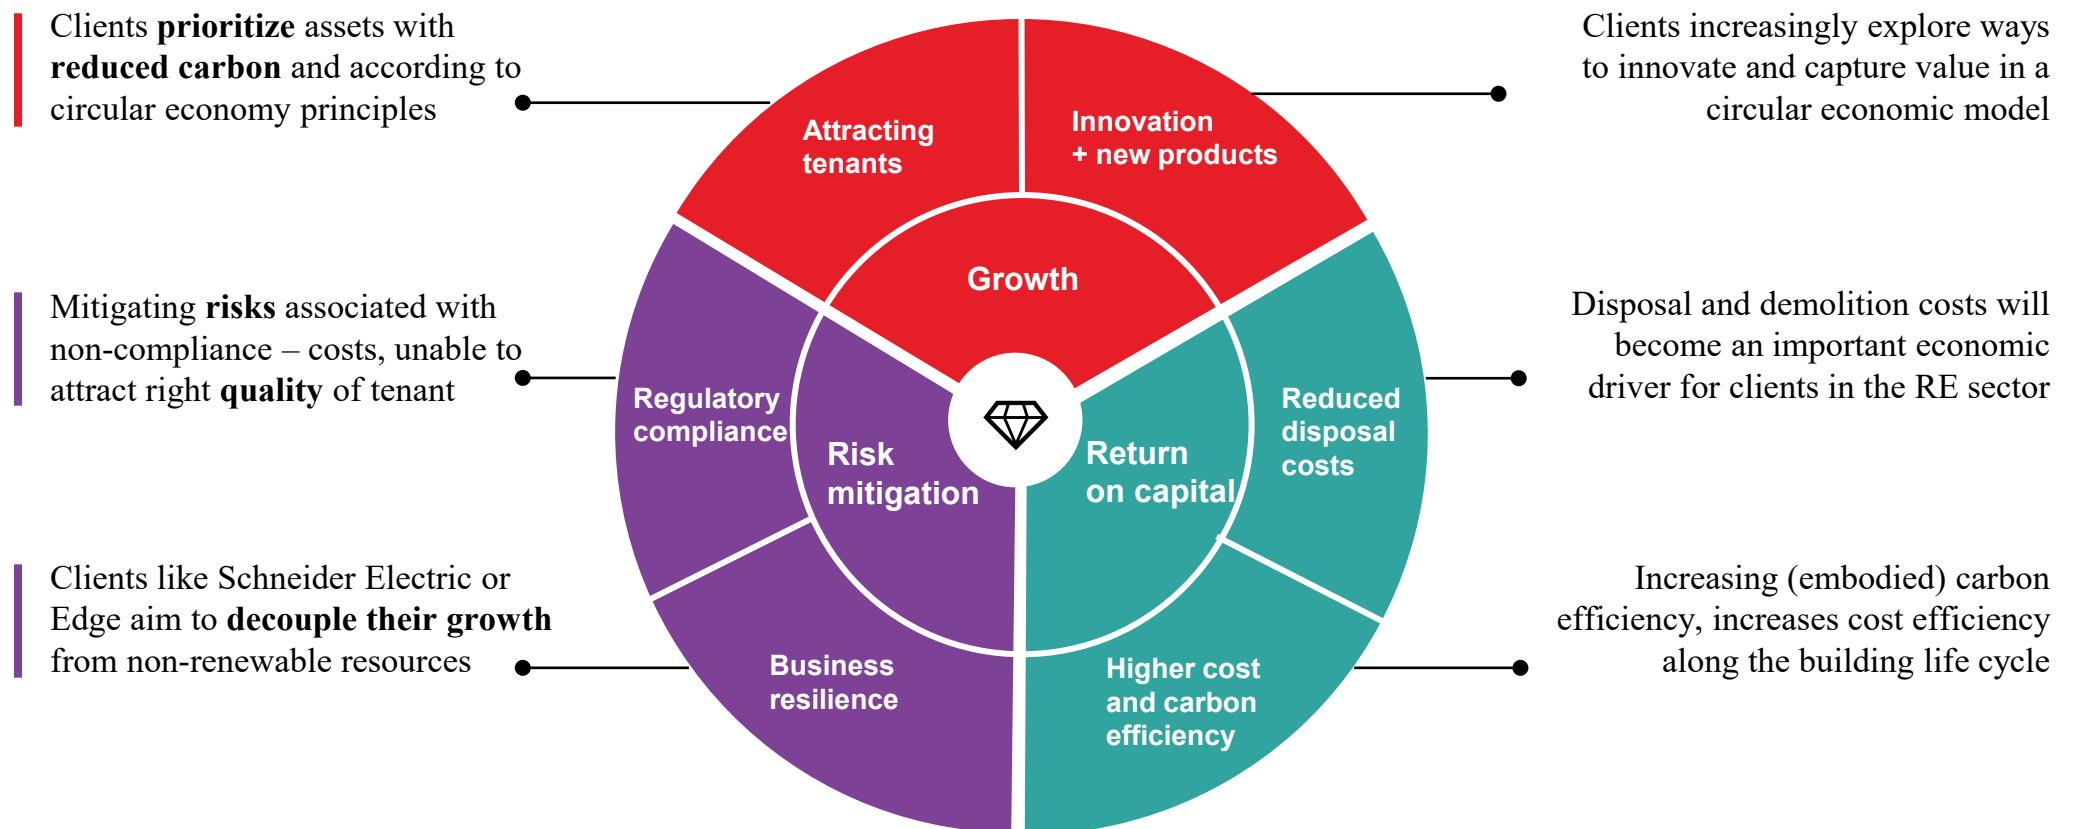 Clients prioritize assets with
reduced carbon and according to
circular economy principles
Mitigating risks associated with
non-compliance – costs, unable to
attract right quality of tenant
Clients like Schneider Electric or
Edge aim to decouple their growth
from non-renewable resources
Attracting
tenants
Innovation
+ new products
Growth
Regulatory
compliance
Risk
mitigation
Return
on capital
Reduced
disposal
costs
Business
resilience
Higher cost
and carbon
efficiency
Clients increasingly explore ways
to innovate and capture value in a
circular economic model
Disposal and demolition costs will
become an important economic
driver for clients in the RE sector
Increasing (embodied) carbon
efficiency, increases cost efficiency
along the building life cycle